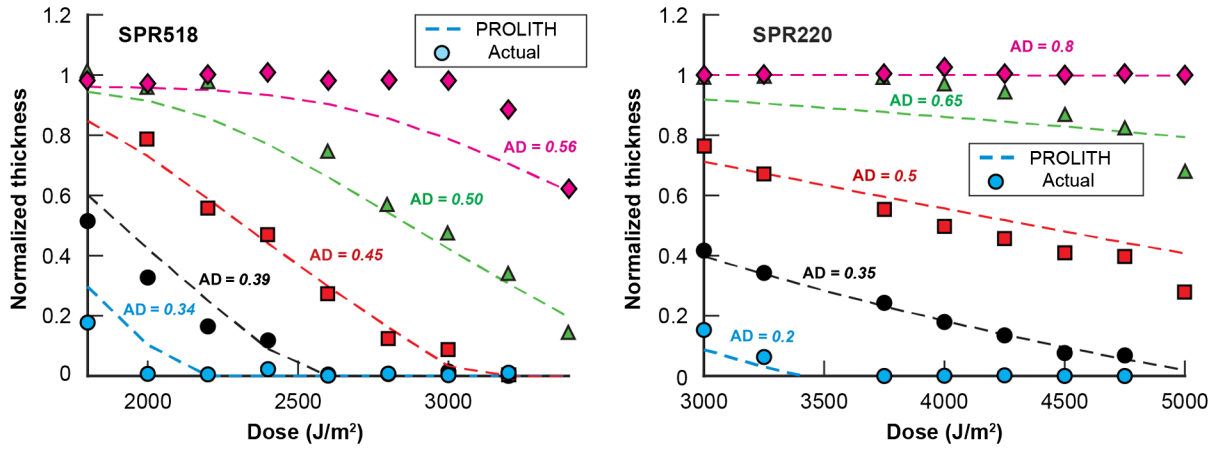 SPR518
PROLITH
Actual
AD = 0.56
AD = 0.50
AD = 0.45
AD = 0.39
AD = 0.34
Normalized thickness
1.2
1
0.8
0.6
0.4
0.2
0
2000 2500 3000
Dose (J/m²)
SPR220
AD = 0.8
AD = 0.65
PROLITH
Actual
AD = 0.5
AD = 0.35
AD = 0.2
Normalized thickness
1.2
1
0.8
0.6
0.4
0.2
0
3000 3500 4000 4500 5000
Dose (J/m²)